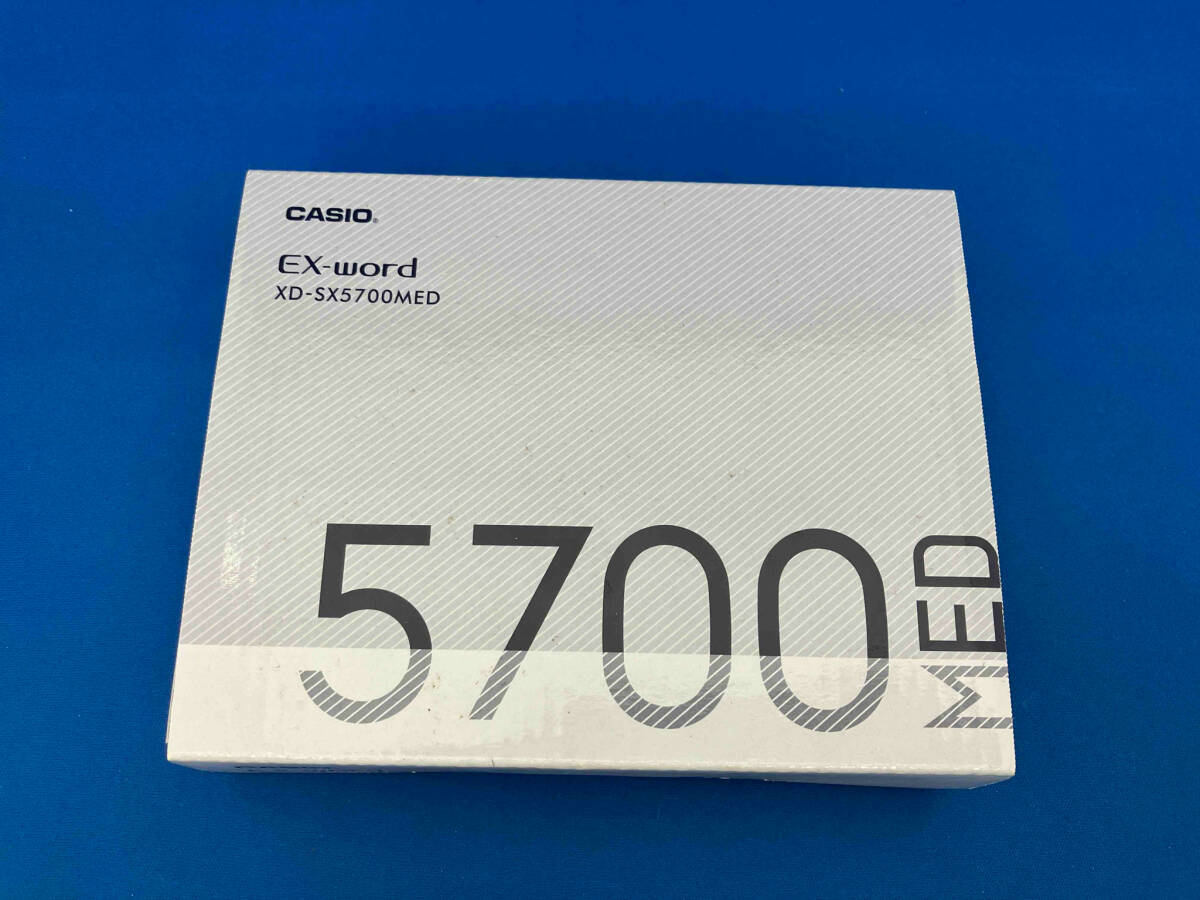 CASIO®
EX-word
XD-SX5700MED
5700
MED